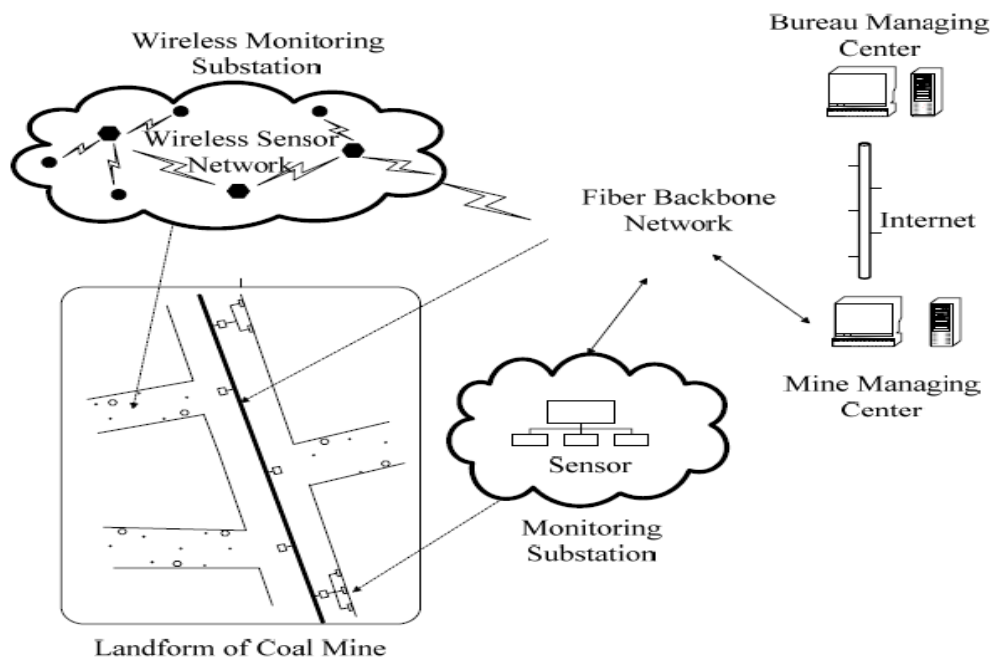 Wireless Monitoring
Substation
Wireless Sensor
Network
Bureau Managing
Center
Fiber Backbone
Network
Internet
Mine Managing
Center
Sensor
Monitoring
Substation
Landform of Coal Mine